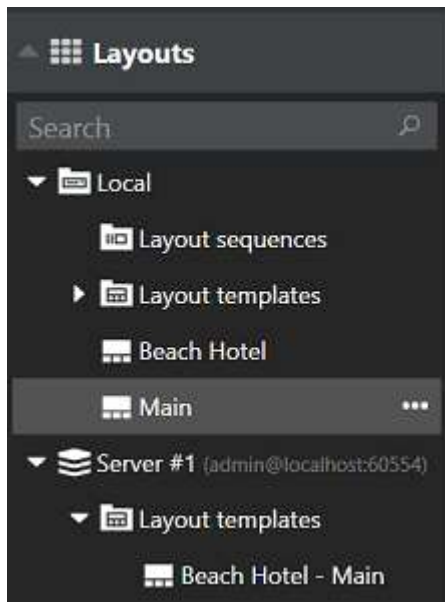 Layouts
Search
Local
Layout sequences
Layout templates
Beach Hotel
Main
Server #1 (admin@localhost:60554)
Layout templates
Beach Hotel - Main